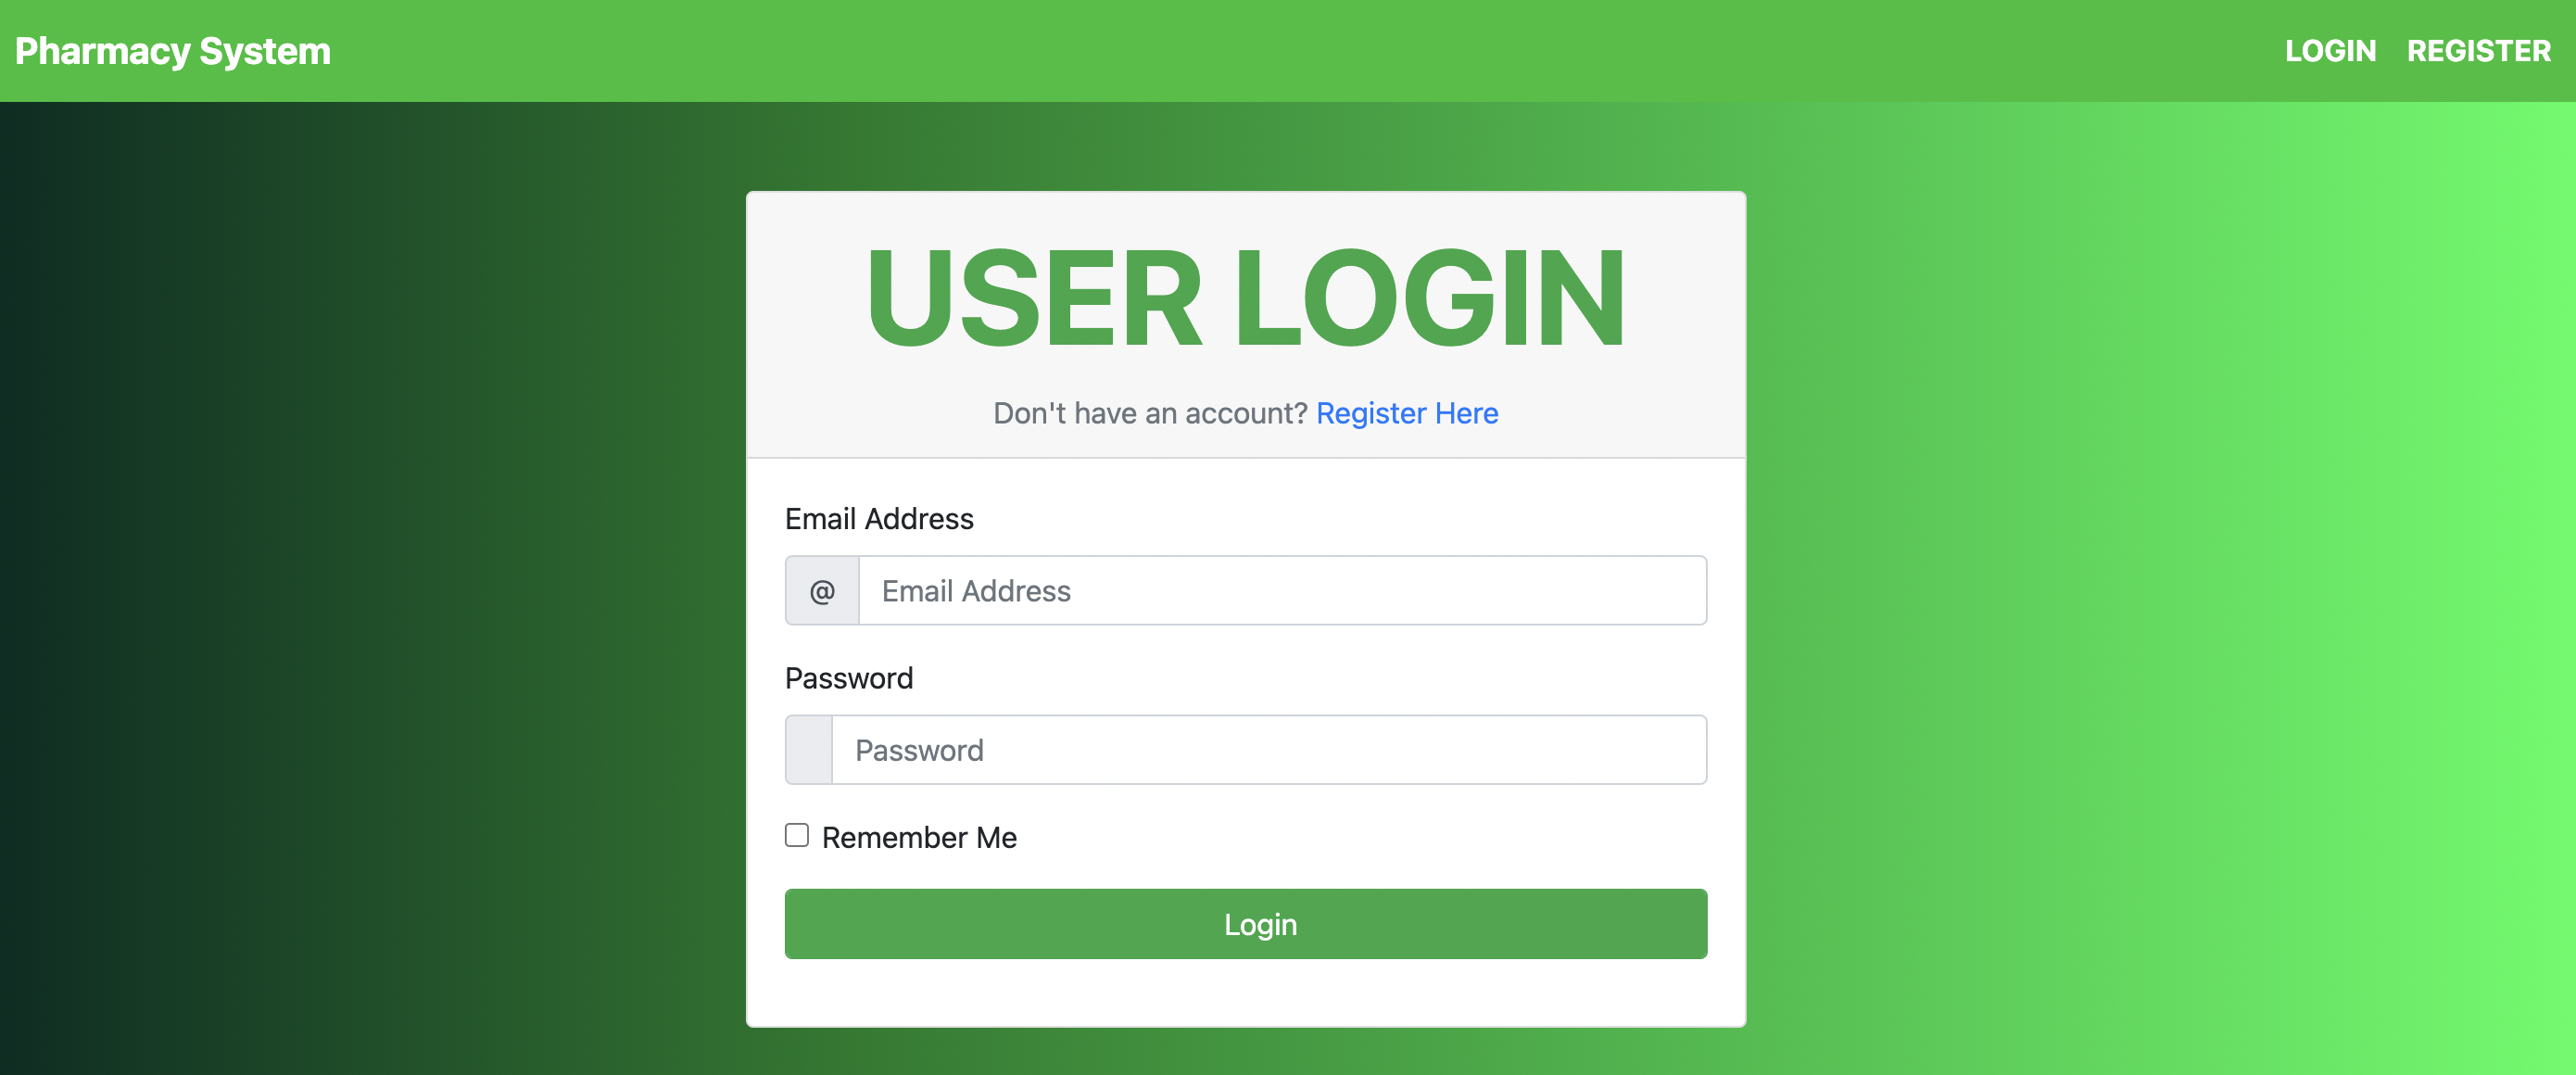 Pharmacy System
LOGIN REGISTER
USER LOGIN
Don't have an account? Register Here
Email Address
@ Email Address
Password
Password
Remember Me
Login